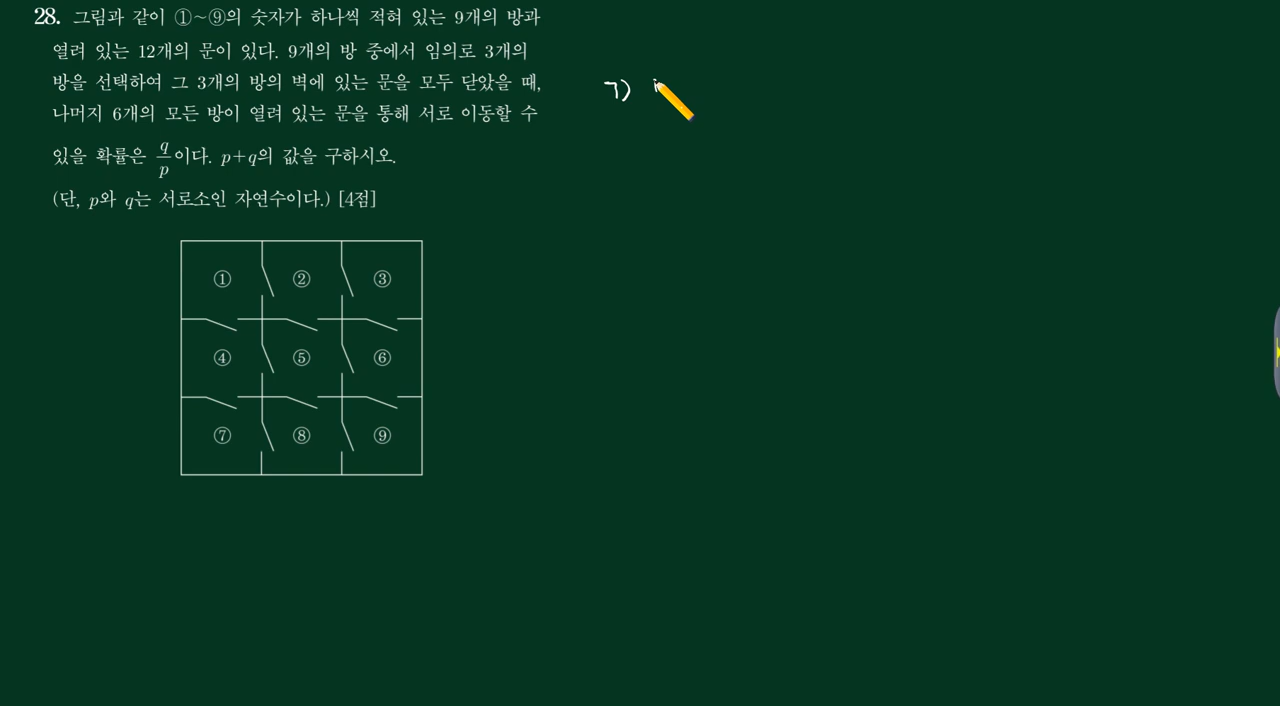 28. 그림과 같이 ①~⑨의 숫자가 하나씩 적혀 있는 9개의 방과
열려 있는 12개의 문이 있다. 9개의 방 중에서 임의로 3개의
방을 선택하여 그 3개의 방의 벽에 있는 문을 모두 닫았을 때,
나머지 6개의 모든 방이 열려 있는 문을 통해 서로 이동할 수
있을 확률은 q/p이다. p+q의 값을 구하시오.
(단, p와 q는 서로소인 자연수이다.) [4점]
ㄱ)
① ② ③
④ ⑤ ⑥
⑦ ⑧ ⑨